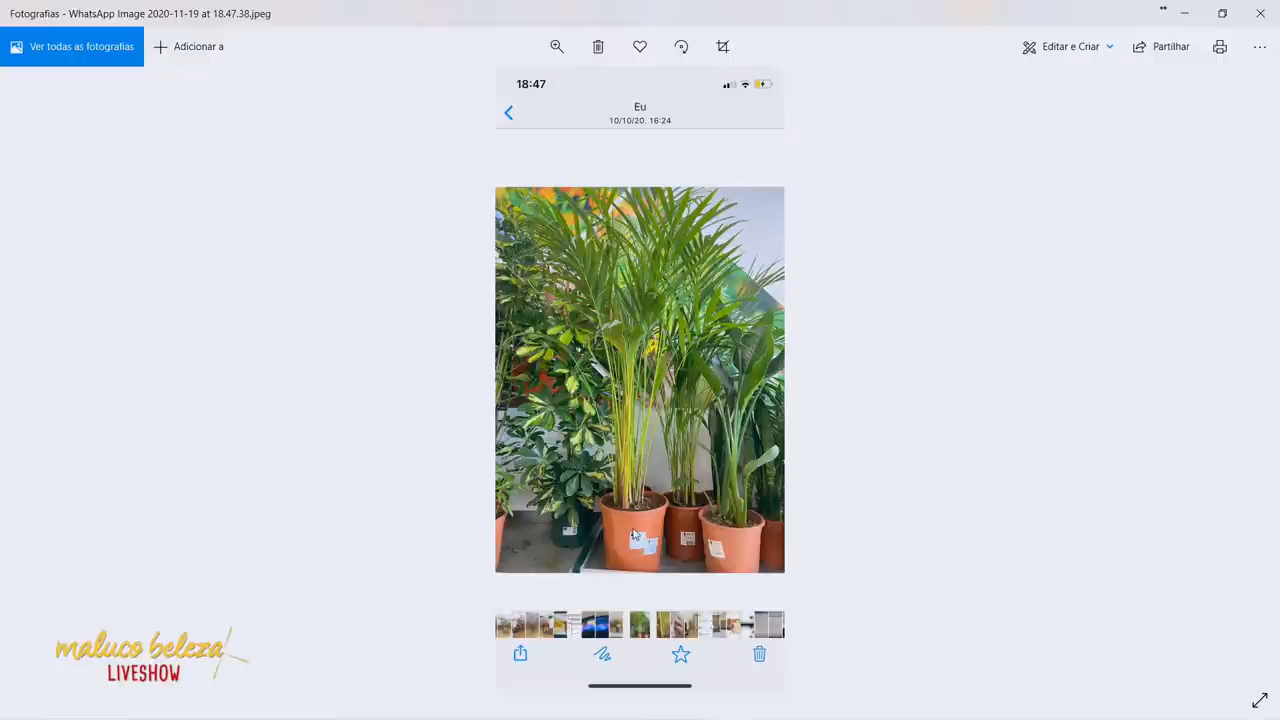 Fotografias - WhatsApp Image 2020-11-19 at 18.47.38.jpeg
Ver todas as fotografias
Adicionar a
Editar e Criar
Partilhar
18:47
Eu
10/10/20, 16:24
maluco beleza
LIVESHOW